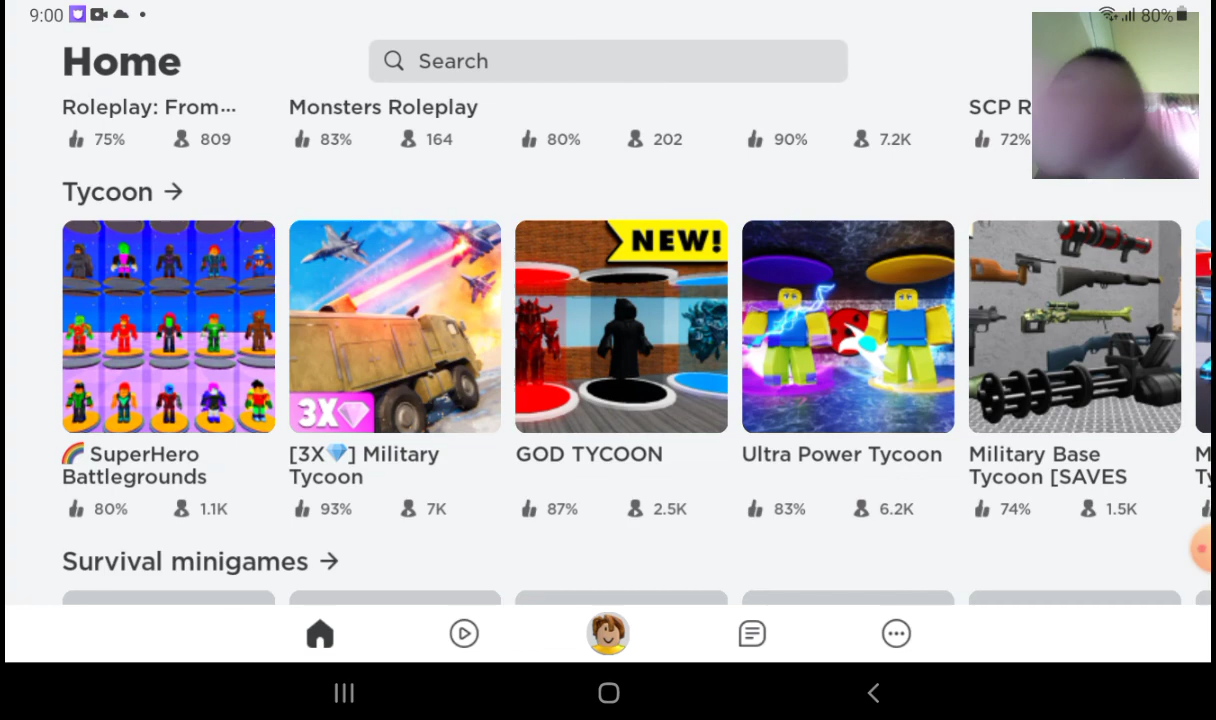 9:00
80%
Home
Search
Roleplay: From...
Monsters Roleplay
SCP R
75% 809
83% 164
80% 202
90% 7.2K
72%
Tycoon →
NEW!
3X
🌈 SuperHero
Battlegrounds
[3X💎] Military
Tycoon
GOD TYCOON
Ultra Power Tycoon
Military Base
Tycoon [SAVES
M
Ty
80% 1.1K
93% 7K
87% 2.5K
83% 6.2K
74% 1.5K
Survival minigames →